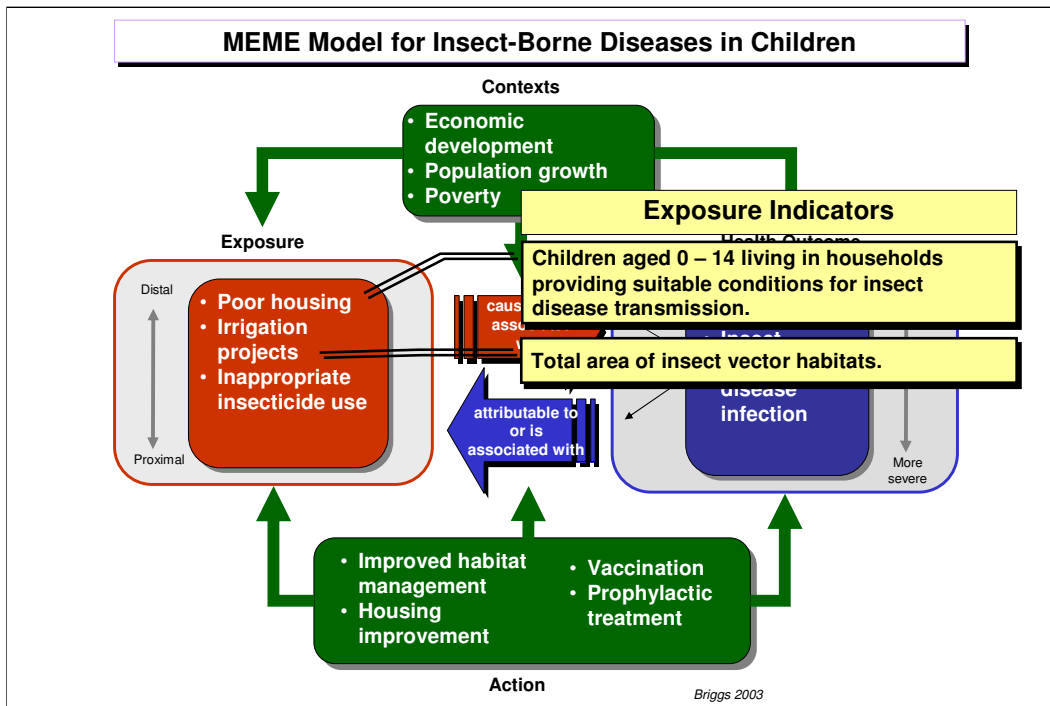 MEME Model for Insect-Borne Diseases in Children
Contexts
• Economic
development
• Population growth
• Poverty
Exposure Indicators
Exposure
Health Outcome
Children aged 0 – 14 living in households
providing suitable conditions for insect
disease transmission.
Distal
• Poor housing
• Irrigation
projects
• Inappropriate
insecticide use
Total area of insect vector habitats.
disease
infection
attributable to
or is
associated with
Proximal
More
severe
• Improved habitat
management
• Housing
improvement
• Vaccination
• Prophylactic
treatment
Action
Briggs 2003